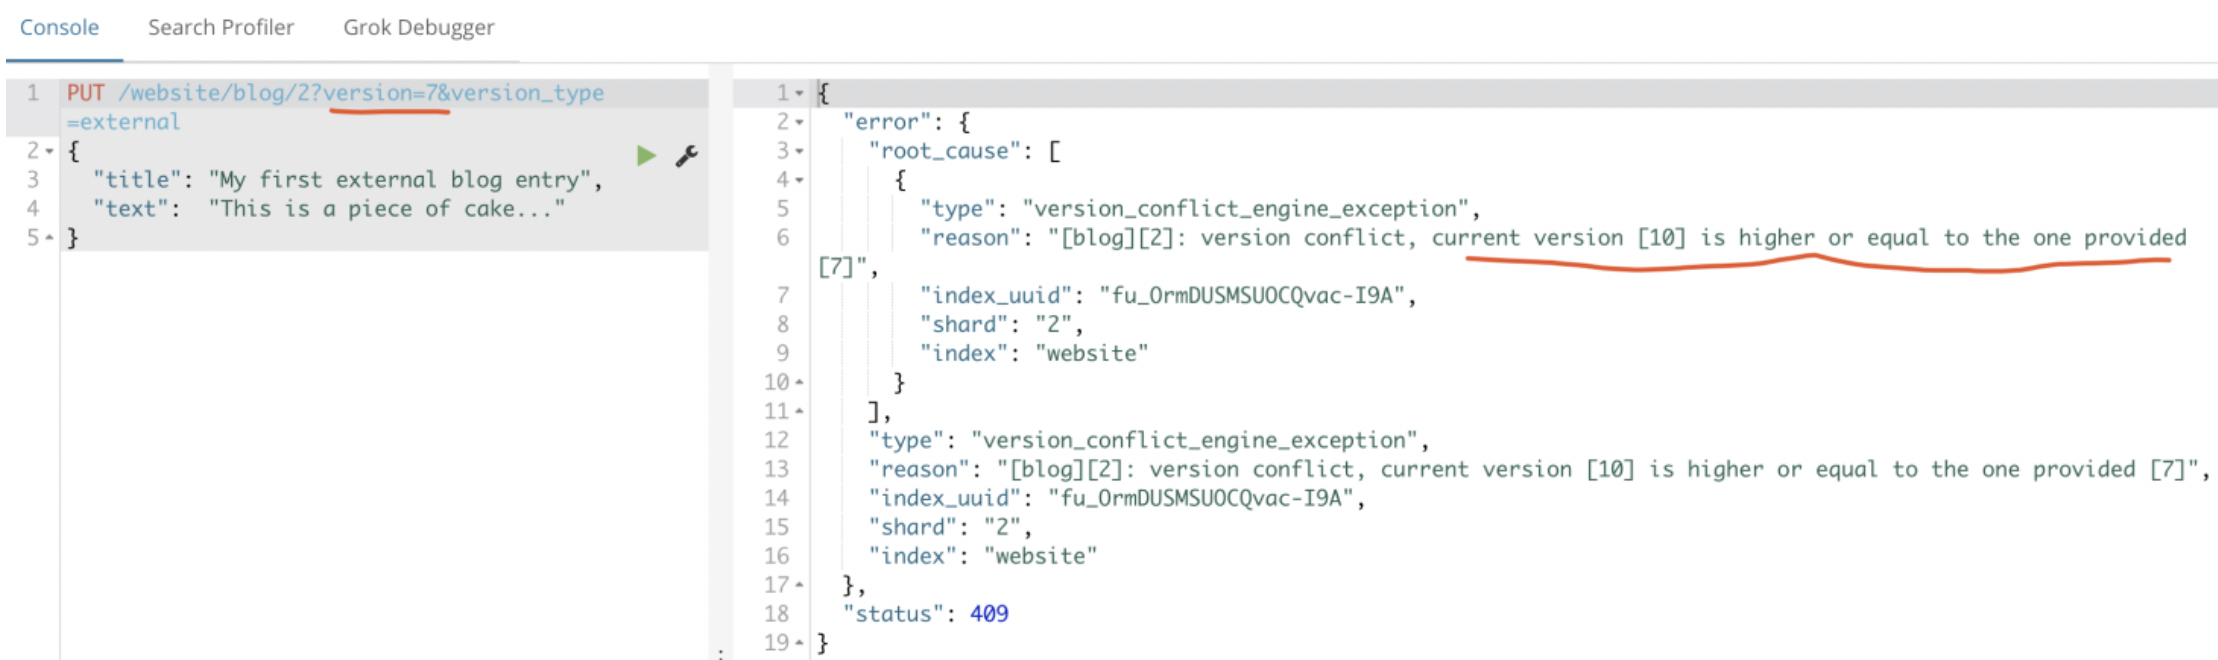 Console Search Profiler Grok Debugger
1 PUT /website/blog/2?version=7&version_type
=external
2 {
3 "title": "My first external blog entry",
4 "text": "This is a piece of cake..."
5 }
1 {
2 "error": {
3 "root_cause": [
4 {
5 "type": "version_conflict_engine_exception",
6 "reason": "[blog][2]: version conflict, current version [10] is higher or equal to the one provided
[7]",
7 "index_uuid": "fu_OrmDUSMSUOCQvac-I9A",
8 "shard": "2",
9 "index": "website"
10 }
11 ],
12 "type": "version_conflict_engine_exception",
13 "reason": "[blog][2]: version conflict, current version [10] is higher or equal to the one provided [7]",
14 "index_uuid": "fu_OrmDUSMSUOCQvac-I9A",
15 "shard": "2",
16 "index": "website"
17 },
18 "status": 409
19 }